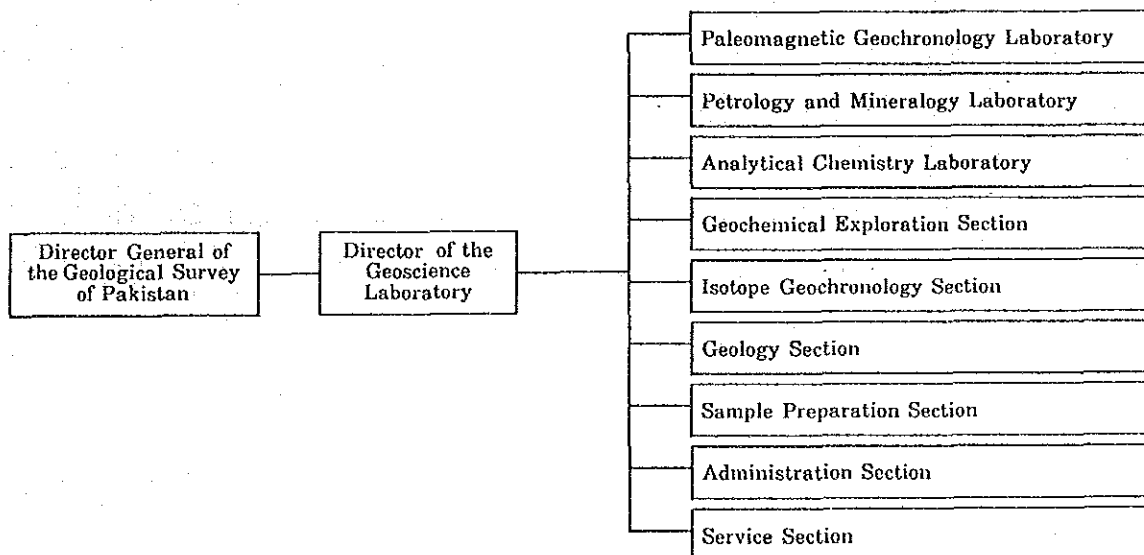 Director General of
the Geological Survey
of Pakistan
Director of the
Geoscience
Laboratory
Paleomagnetic Geochronology Laboratory
Petrology and Mineralogy Laboratory
Analytical Chemistry Laboratory
Geochemical Exploration Section
Isotope Geochronology Section
Geology Section
Sample Preparation Section
Administration Section
Service Section